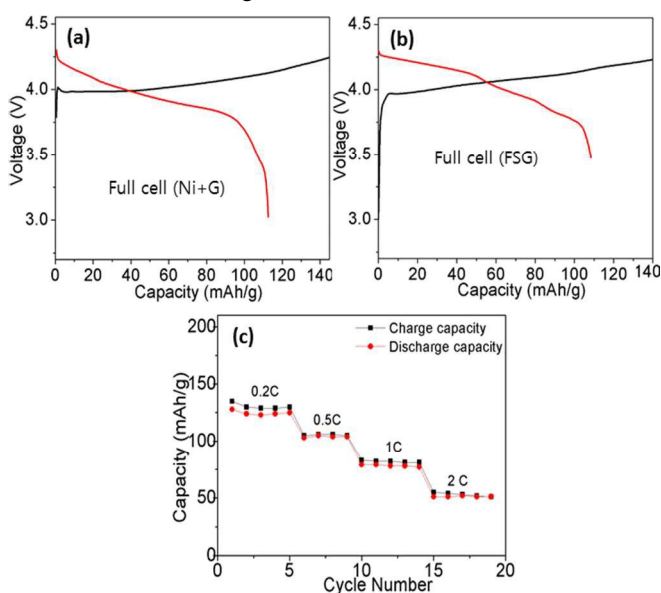 (a)
Voltage (V)
4.5
4.0
3.5
3.0
Full cell (Ni+G)
0 20 40 60 80 100 120 140
Capacity (mAh/g)
(b)
Voltage (V)
4.5
4.0
3.5
3.0
Full cell (FSG)
0 20 40 60 80 100 120 140
Capacity (mAh/g)
(c)
Capacity (mAh/g)
200
150
100
50
0
Charge capacity
Discharge capacity
0.2C
0.5C
1C
2 C
0 5 10 15 20
Cycle Number